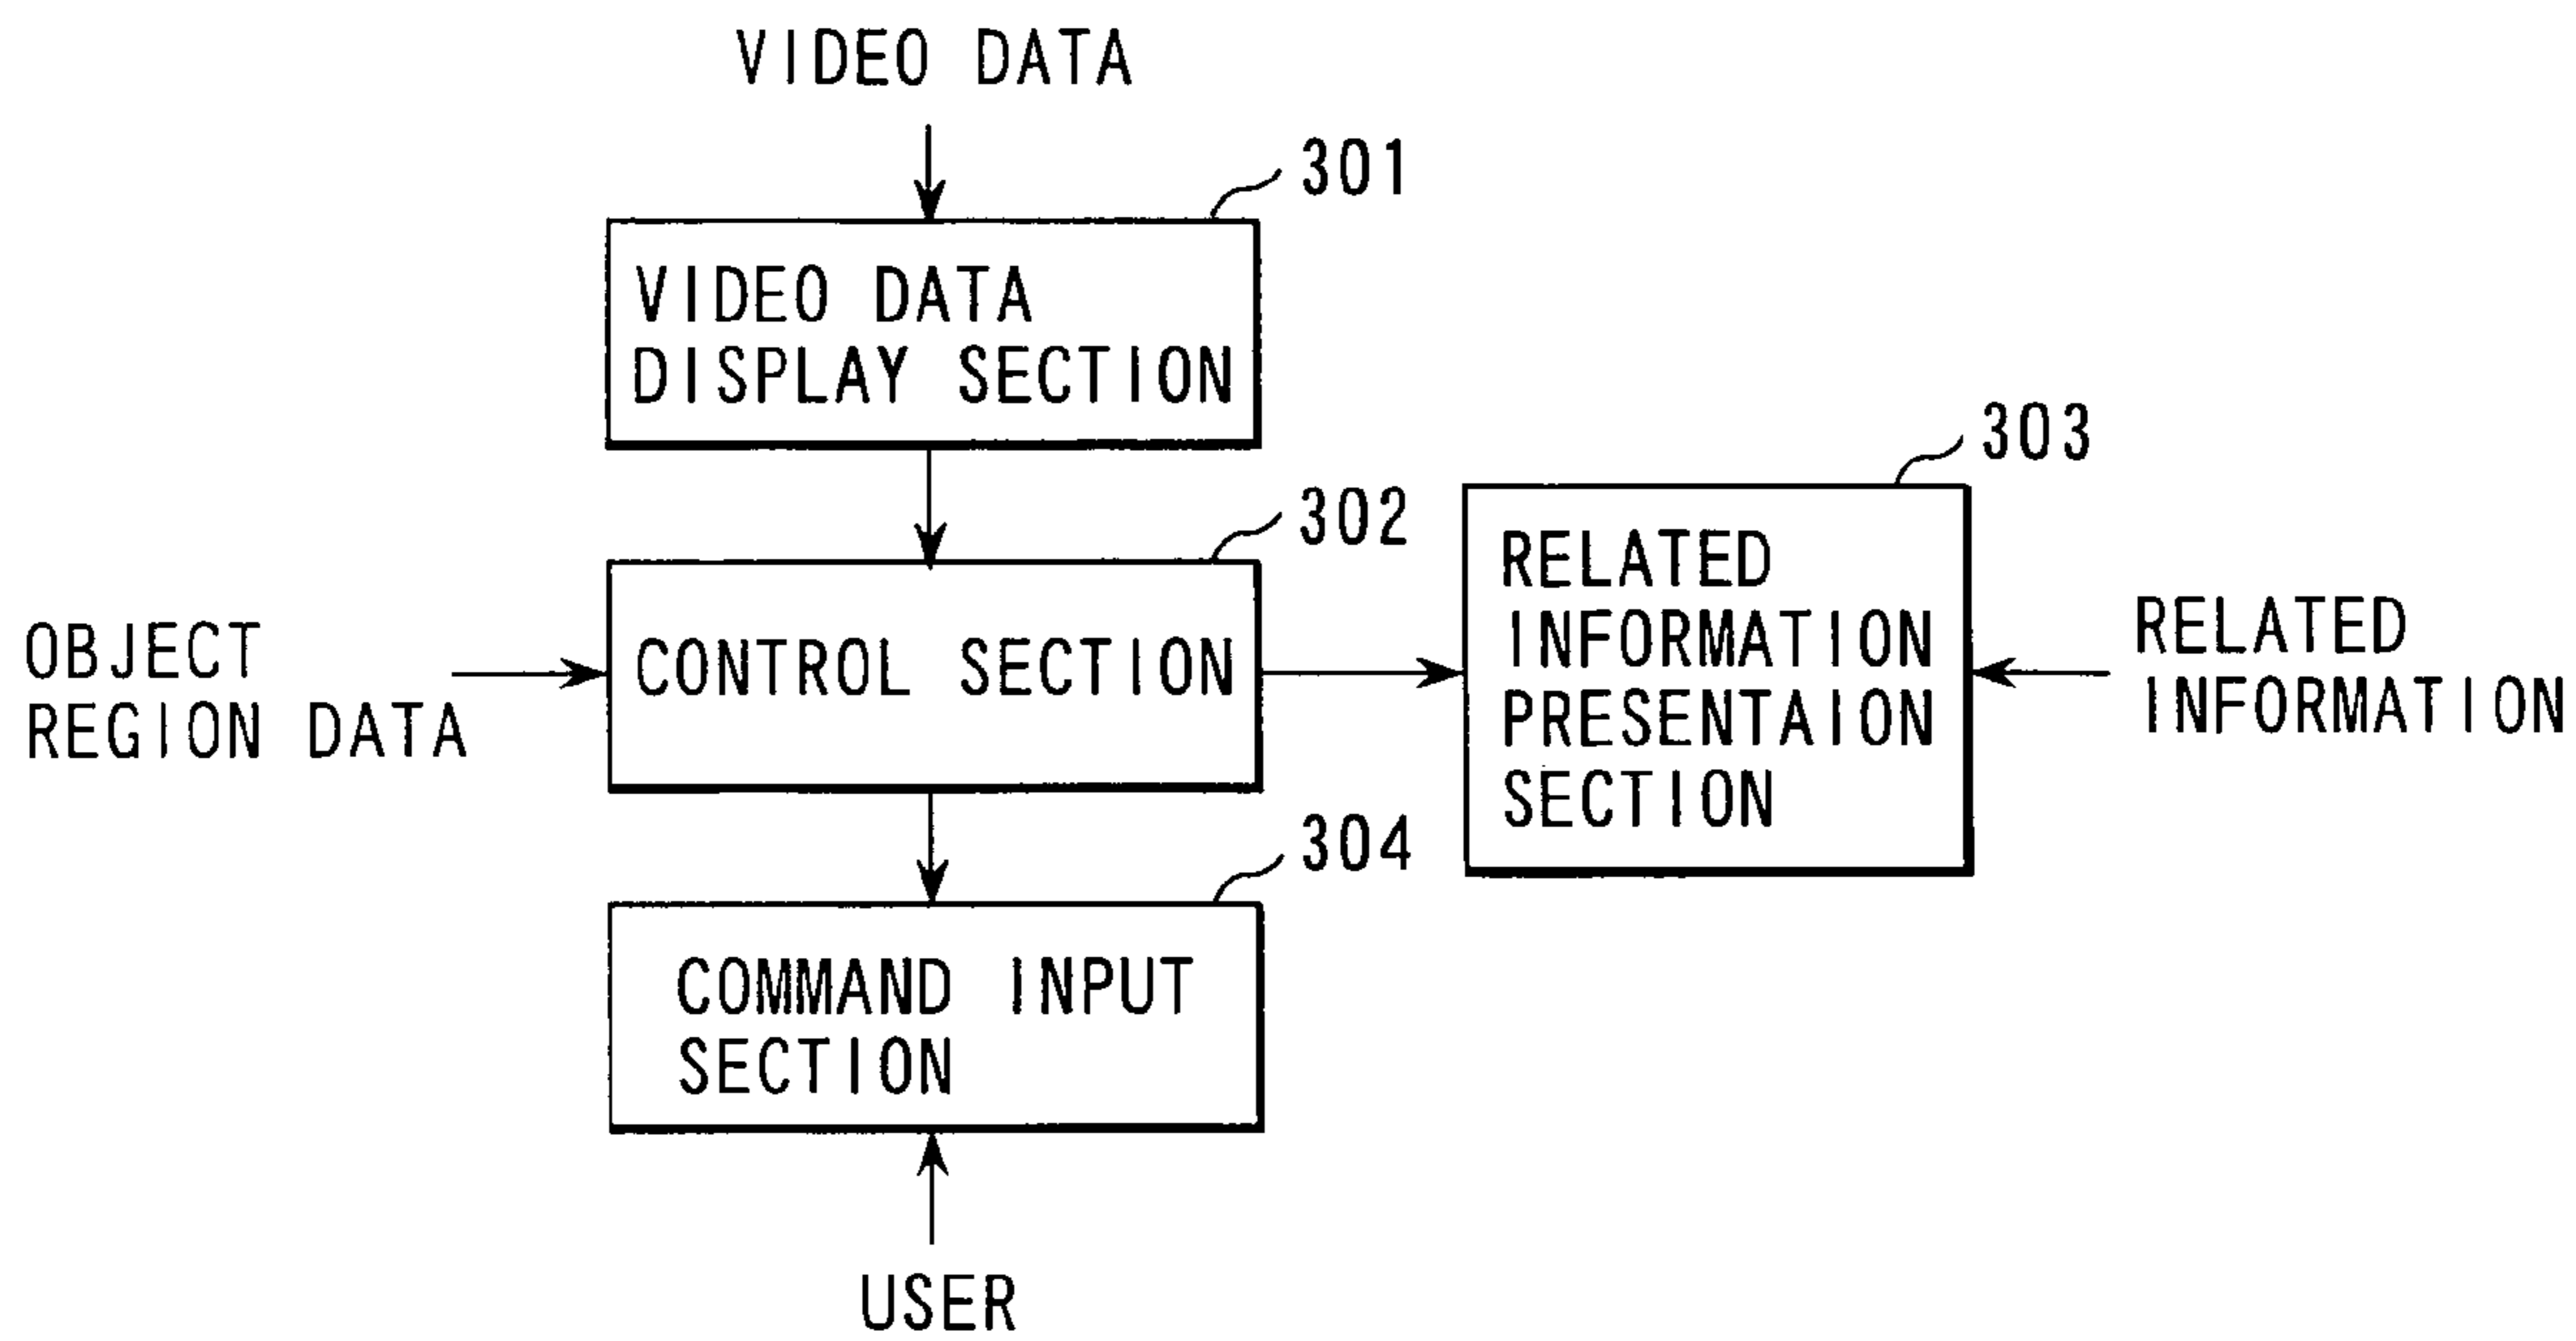 VIDEO DATA
301
VIDEO DATA
DISPLAY SECTION
303
302
RELATED
INFORMATION
PRESENTAION
SECTION
OBJECT
REGION DATA
CONTROL SECTION
RELATED
INFORMATION
304
COMMAND INPUT
SECTION
USER